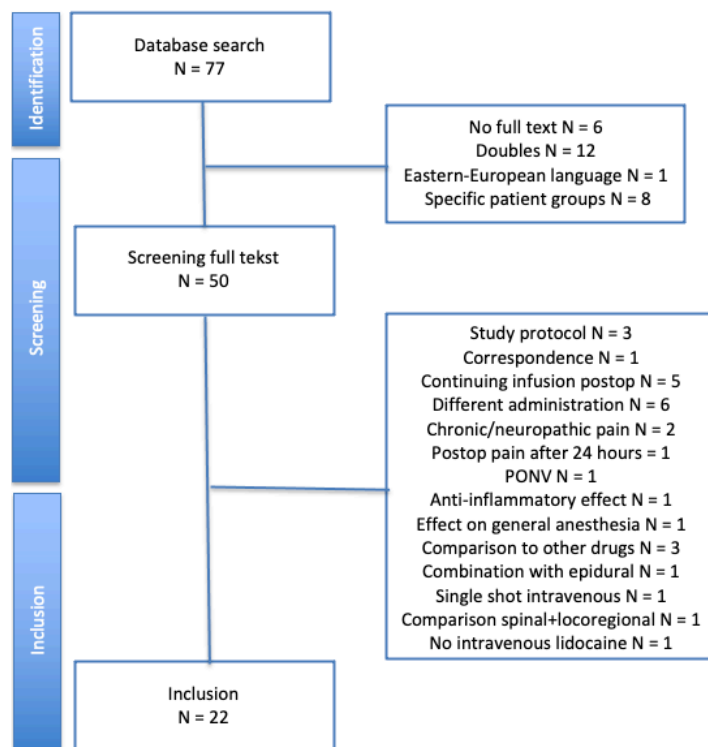 Identification
Database search
N = 77
No full text N = 6
Doubles N = 12
Eastern-European language N = 1
Specific patient groups N = 8
Screening
Screening full tekst
N = 50
Study protocol N = 3
Correspondence N = 1
Continuing infusion postop N = 5
Different administration N = 6
Chronic/neuropathic pain N = 2
Postop pain after 24 hours = 1
PONV N = 1
Anti-inflammatory effect N = 1
Effect on general anesthesia N = 1
Comparison to other drugs N = 3
Combination with epidural N = 1
Single shot intravenous N = 1
Comparison spinal+locoregional N = 1
No intravenous lidocaine N = 1
Inclusion
Inclusion
N = 22